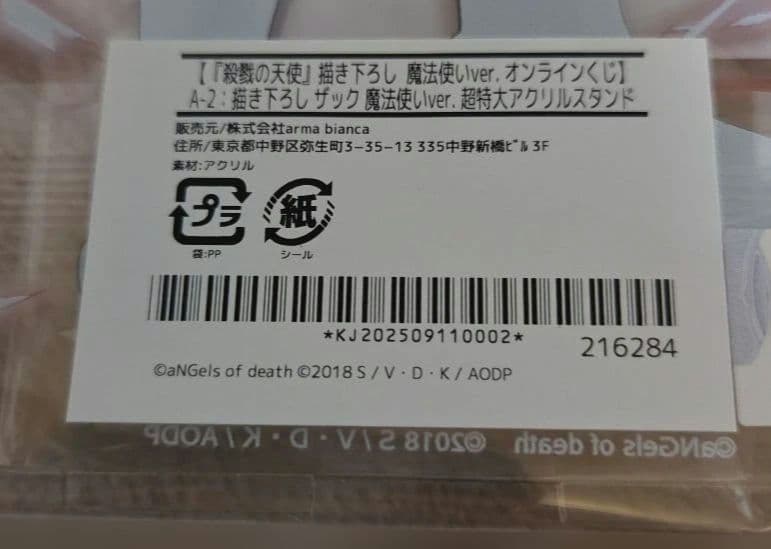 【『殺戮の天使』描き下ろし 魔法使いver. オンラインくじ】
A-2：描き下ろし ザック 魔法使いver. 超特大アクリルスタンド
販売元/株式会社arma bianca
住所/東京都中野区弥生町3-35-13 335中野新橋ﾋﾞﾙ 3F
素材:アクリル
プラ 紙
袋:PP シール
*KJ202509110002*
216284
©aNGels of death ©2018 S / V・D・K / AODP
©aNGels of death ©2018 S / V・D・K / AODP